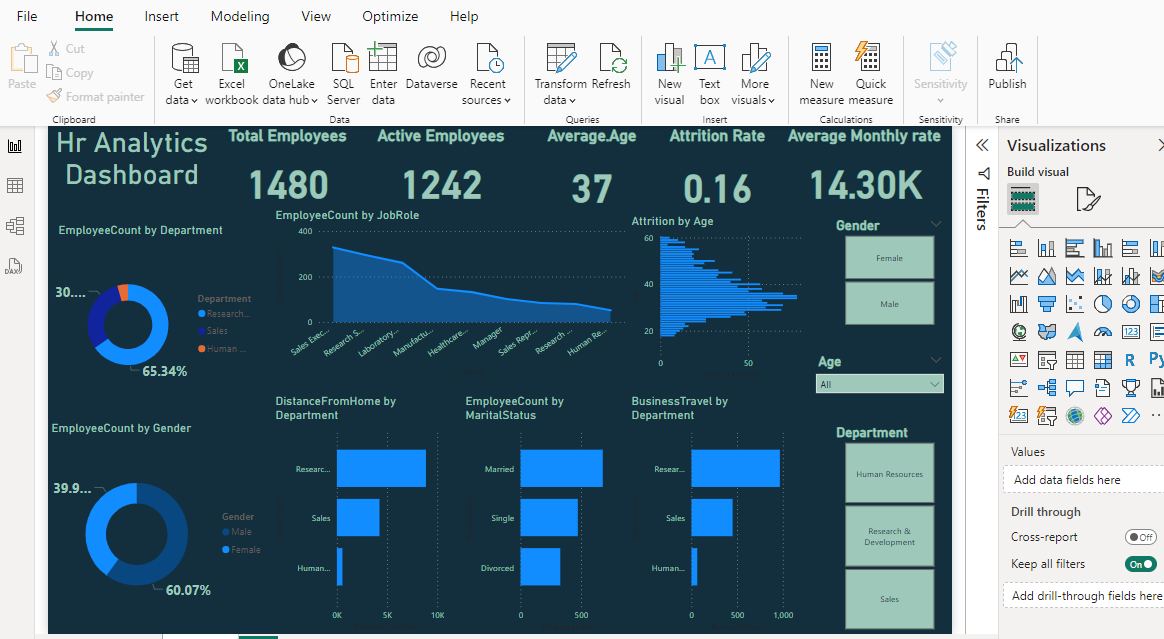 File Home Insert Modeling View Optimize Help
Paste
Cut
Copy
Format painter
Clipboard
Get data
Excel workbook
OneLake data hub
SQL Server
Enter data
Dataverse
Recent sources
Data
Transform data
Refresh
Queries
New visual
Text box
More visuals
Insert
New measure
Quick measure
Calculations
Sensitivity
Sensitivity
Publish
Share
Hr Analytics
Dashboard
Total Employees
1480
Active Employees
1242
Average.Age
37
Attrition Rate
0.16
Average Monthly rate
14.30K
EmployeeCount by Department
30....
65.34%
Department
Research...
Sales
Human ...
EmployeeCount by JobRole
400
200
0
Sales Exec...
Research S...
Laboratory...
Manufactu...
Healthcare...
Manager
Sales Repr...
Research ...
Human Re...
Attrition by Age
60
40
20
0
50
Gender
Female
Male
Age
All
EmployeeCount by Gender
39.9...
60.07%
Gender
Male
Female
DistanceFromHome by
Department
Researc...
Sales
Human...
0K
5K
10K
EmployeeCount by
MaritalStatus
Married
Single
Divorced
0
500
BusinessTravel by
Department
Resear...
Sales
Human...
0
500
1,000
Department
Human Resources
Research &
Development
Sales
Filters
Visualizations
Build visual
123
R
Py
123
Values
Add data fields here
Drill through
Cross-report
Off
Keep all filters
On
Add drill-through fields here
DAX